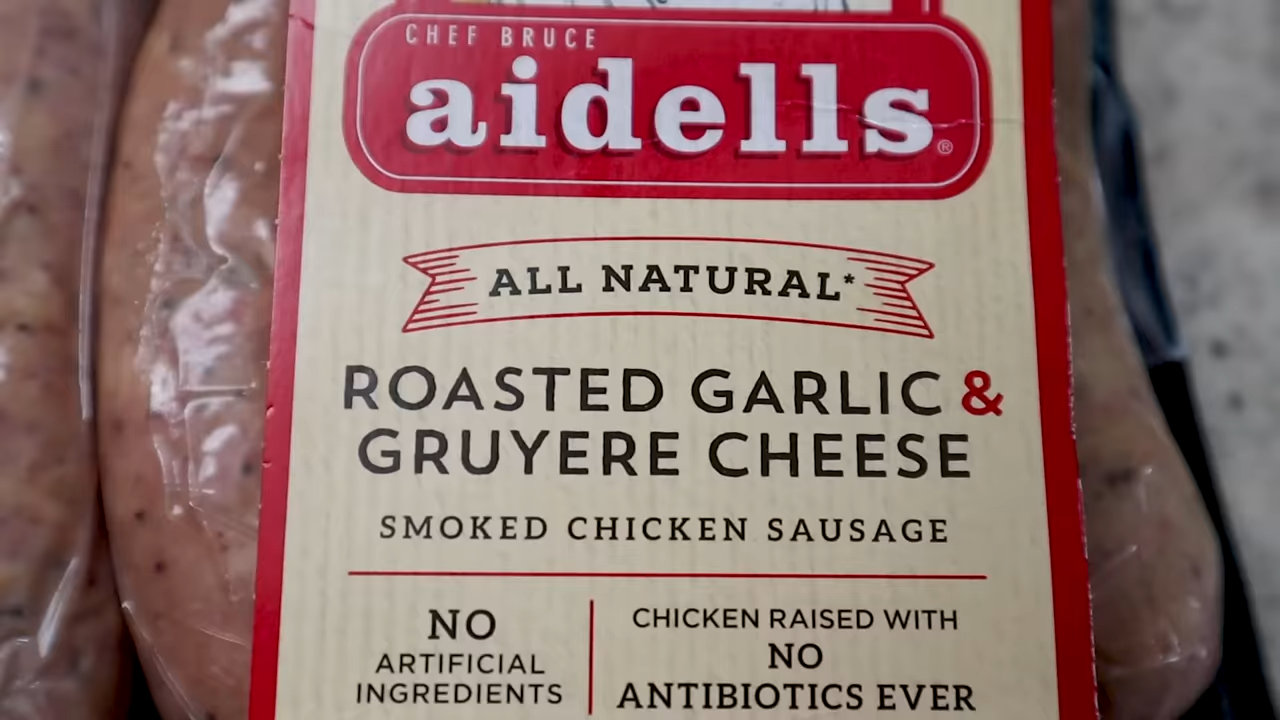 CHEF BRUCE
aidells®
ALL NATURAL*
ROASTED GARLIC &
GRUYERE CHEESE
SMOKED CHICKEN SAUSAGE
NO
ARTIFICIAL
INGREDIENTS
CHICKEN RAISED WITH
NO
ANTIBIOTICS EVER